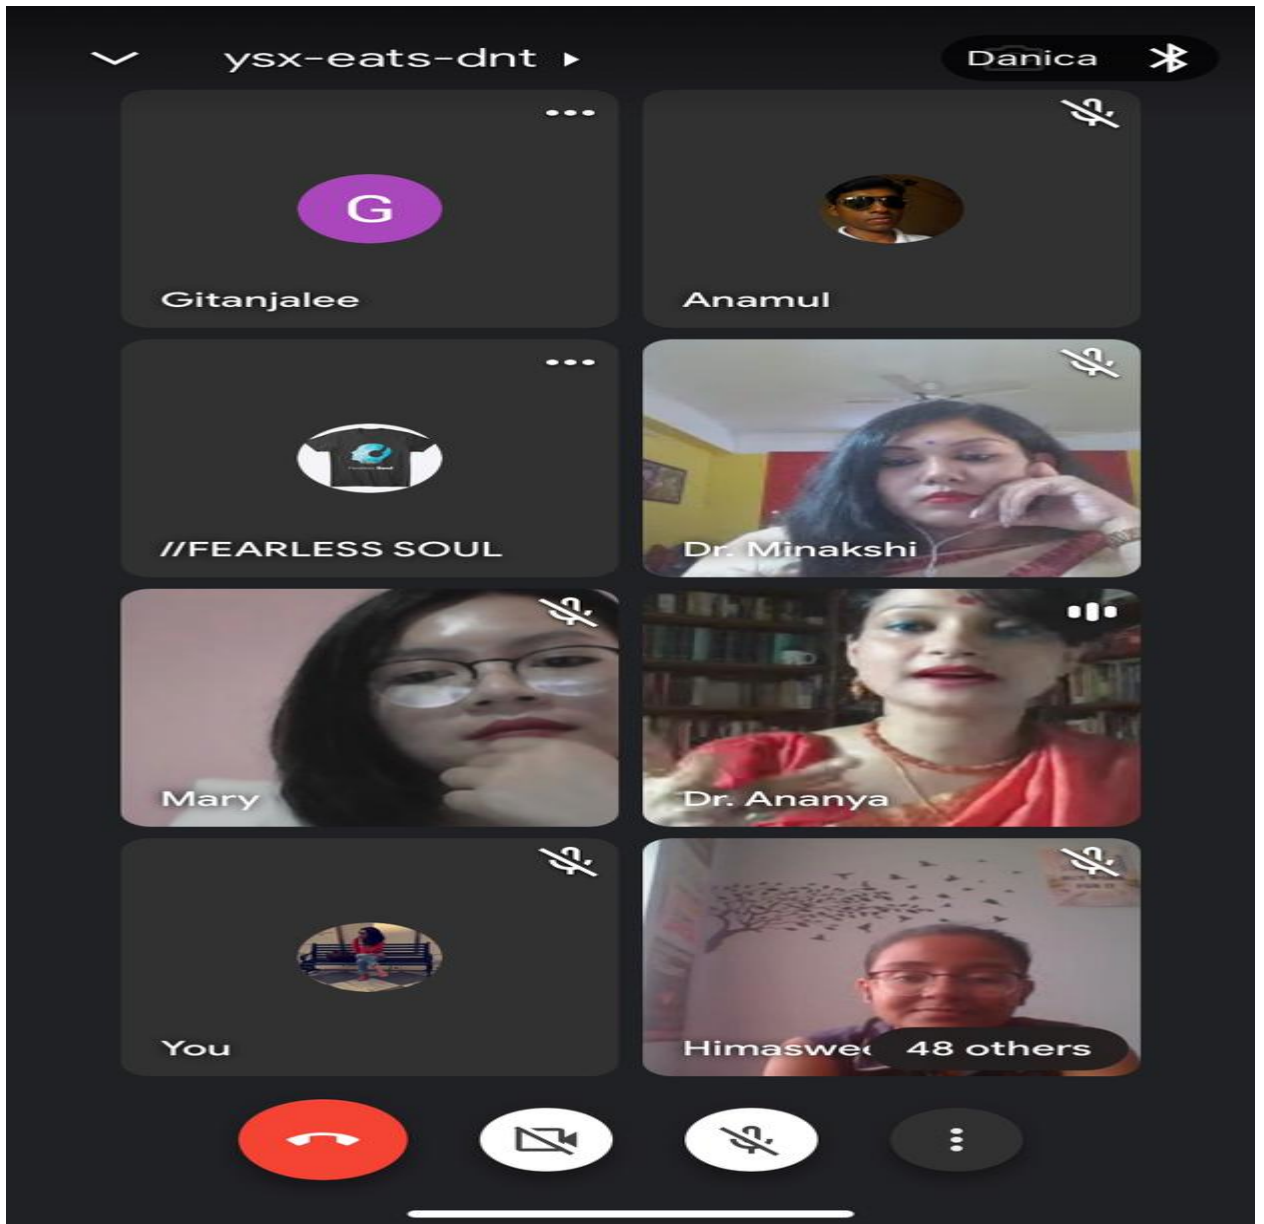 ysx-eats-dnt
Danica
G
Gitanjalee
Anamul
//FEARLESS SOUL
Dr. Minakshi
Mary
Dr. Ananya
You
48 others